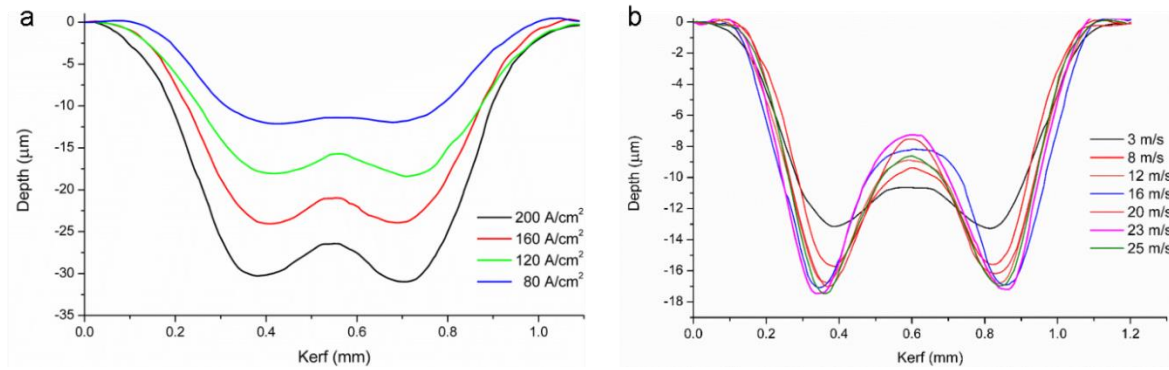 a
Depth (μm)
0
-5
-10
-15
-20
-25
-30
-35
200 A/cm²
160 A/cm²
120 A/cm²
80 A/cm²
0.0 0.2 0.4 0.6 0.8 1.0
Kerf (mm)
b
Depth (μm)
0
-2
-4
-6
-8
-10
-12
-14
-16
-18
3 m/s
8 m/s
12 m/s
16 m/s
20 m/s
23 m/s
25 m/s
0.0 0.2 0.4 0.6 0.8 1.0 1.2
Kerf (mm)